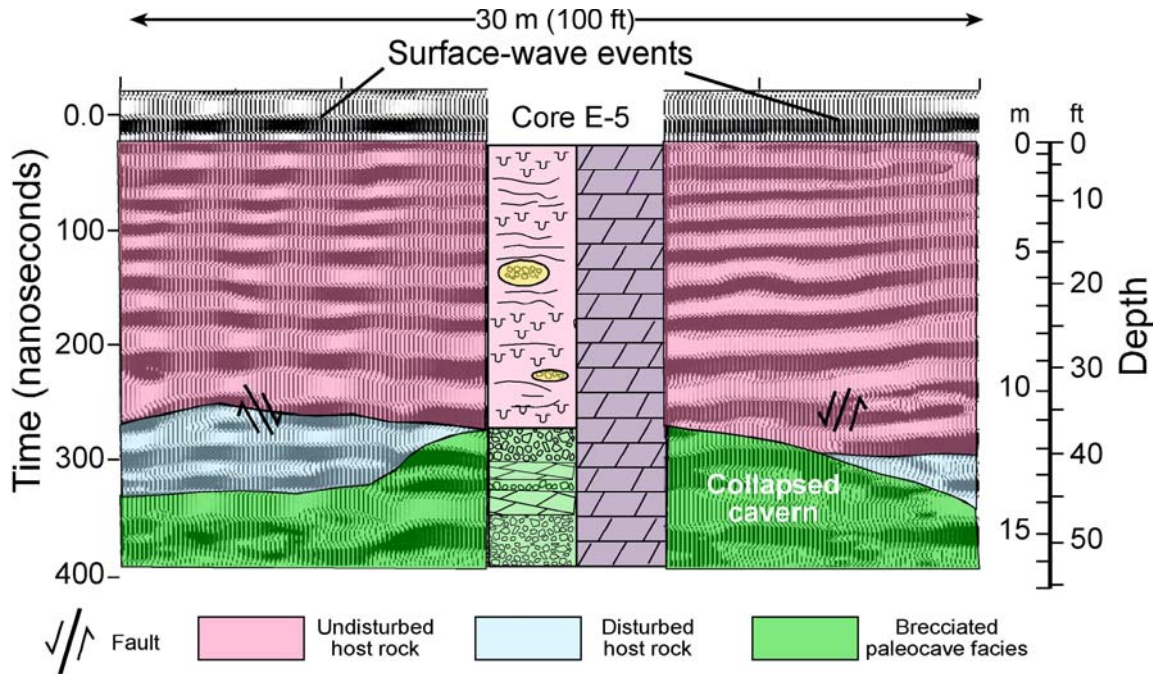 30 m (100 ft)
Surface-wave events
Core E-5
Time (nanoseconds)
0.0
100
200
300
400
m ft
0 0
10
5
20
10 30
40
15 50
Depth
Collapsed
cavern
Fault
Undisturbed
host rock
Disturbed
host rock
Brecciated
paleocave facies